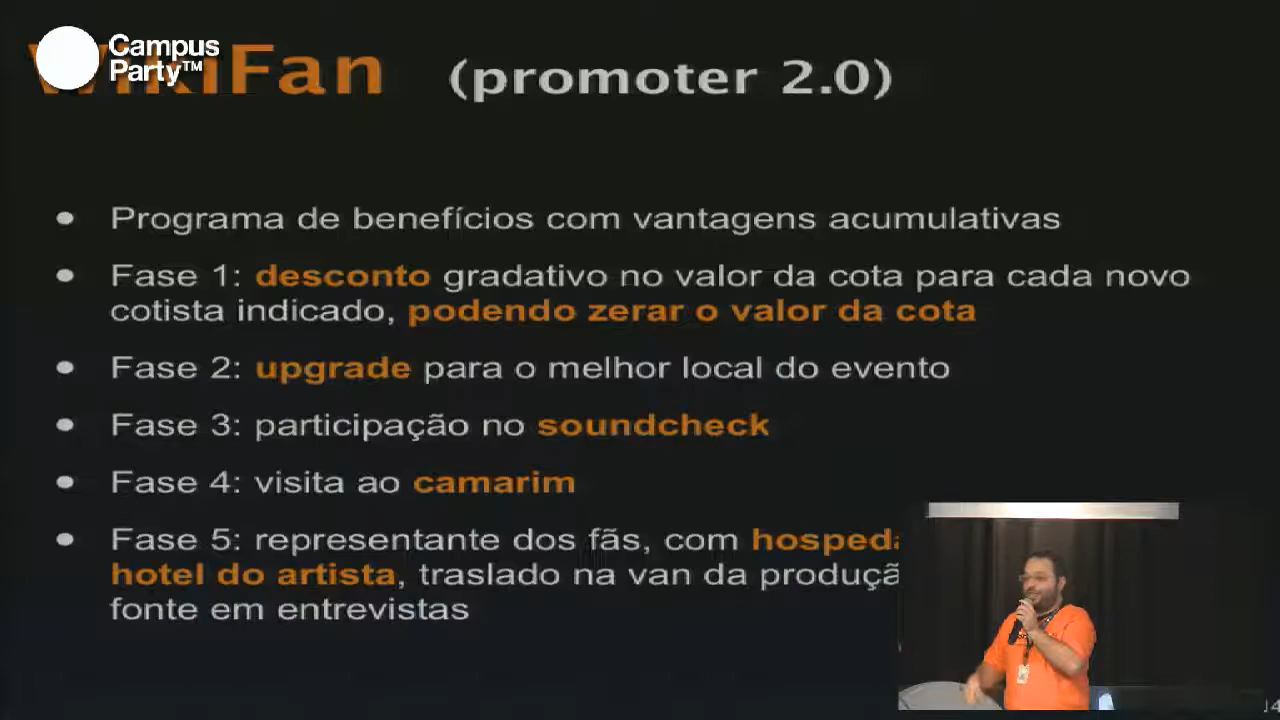 Campus
Party™
WikiFan (promoter 2.0)
• Programa de benefícios com vantagens acumulativas
• Fase 1: desconto gradativo no valor da cota para cada novo
cotista indicado, podendo zerar o valor da cota
• Fase 2: upgrade para o melhor local do evento
• Fase 3: participação no soundcheck
• Fase 4: visita ao camarim
• Fase 5: representante dos fãs, com
hotel do artista, traslado na van da
fonte em entrevistas